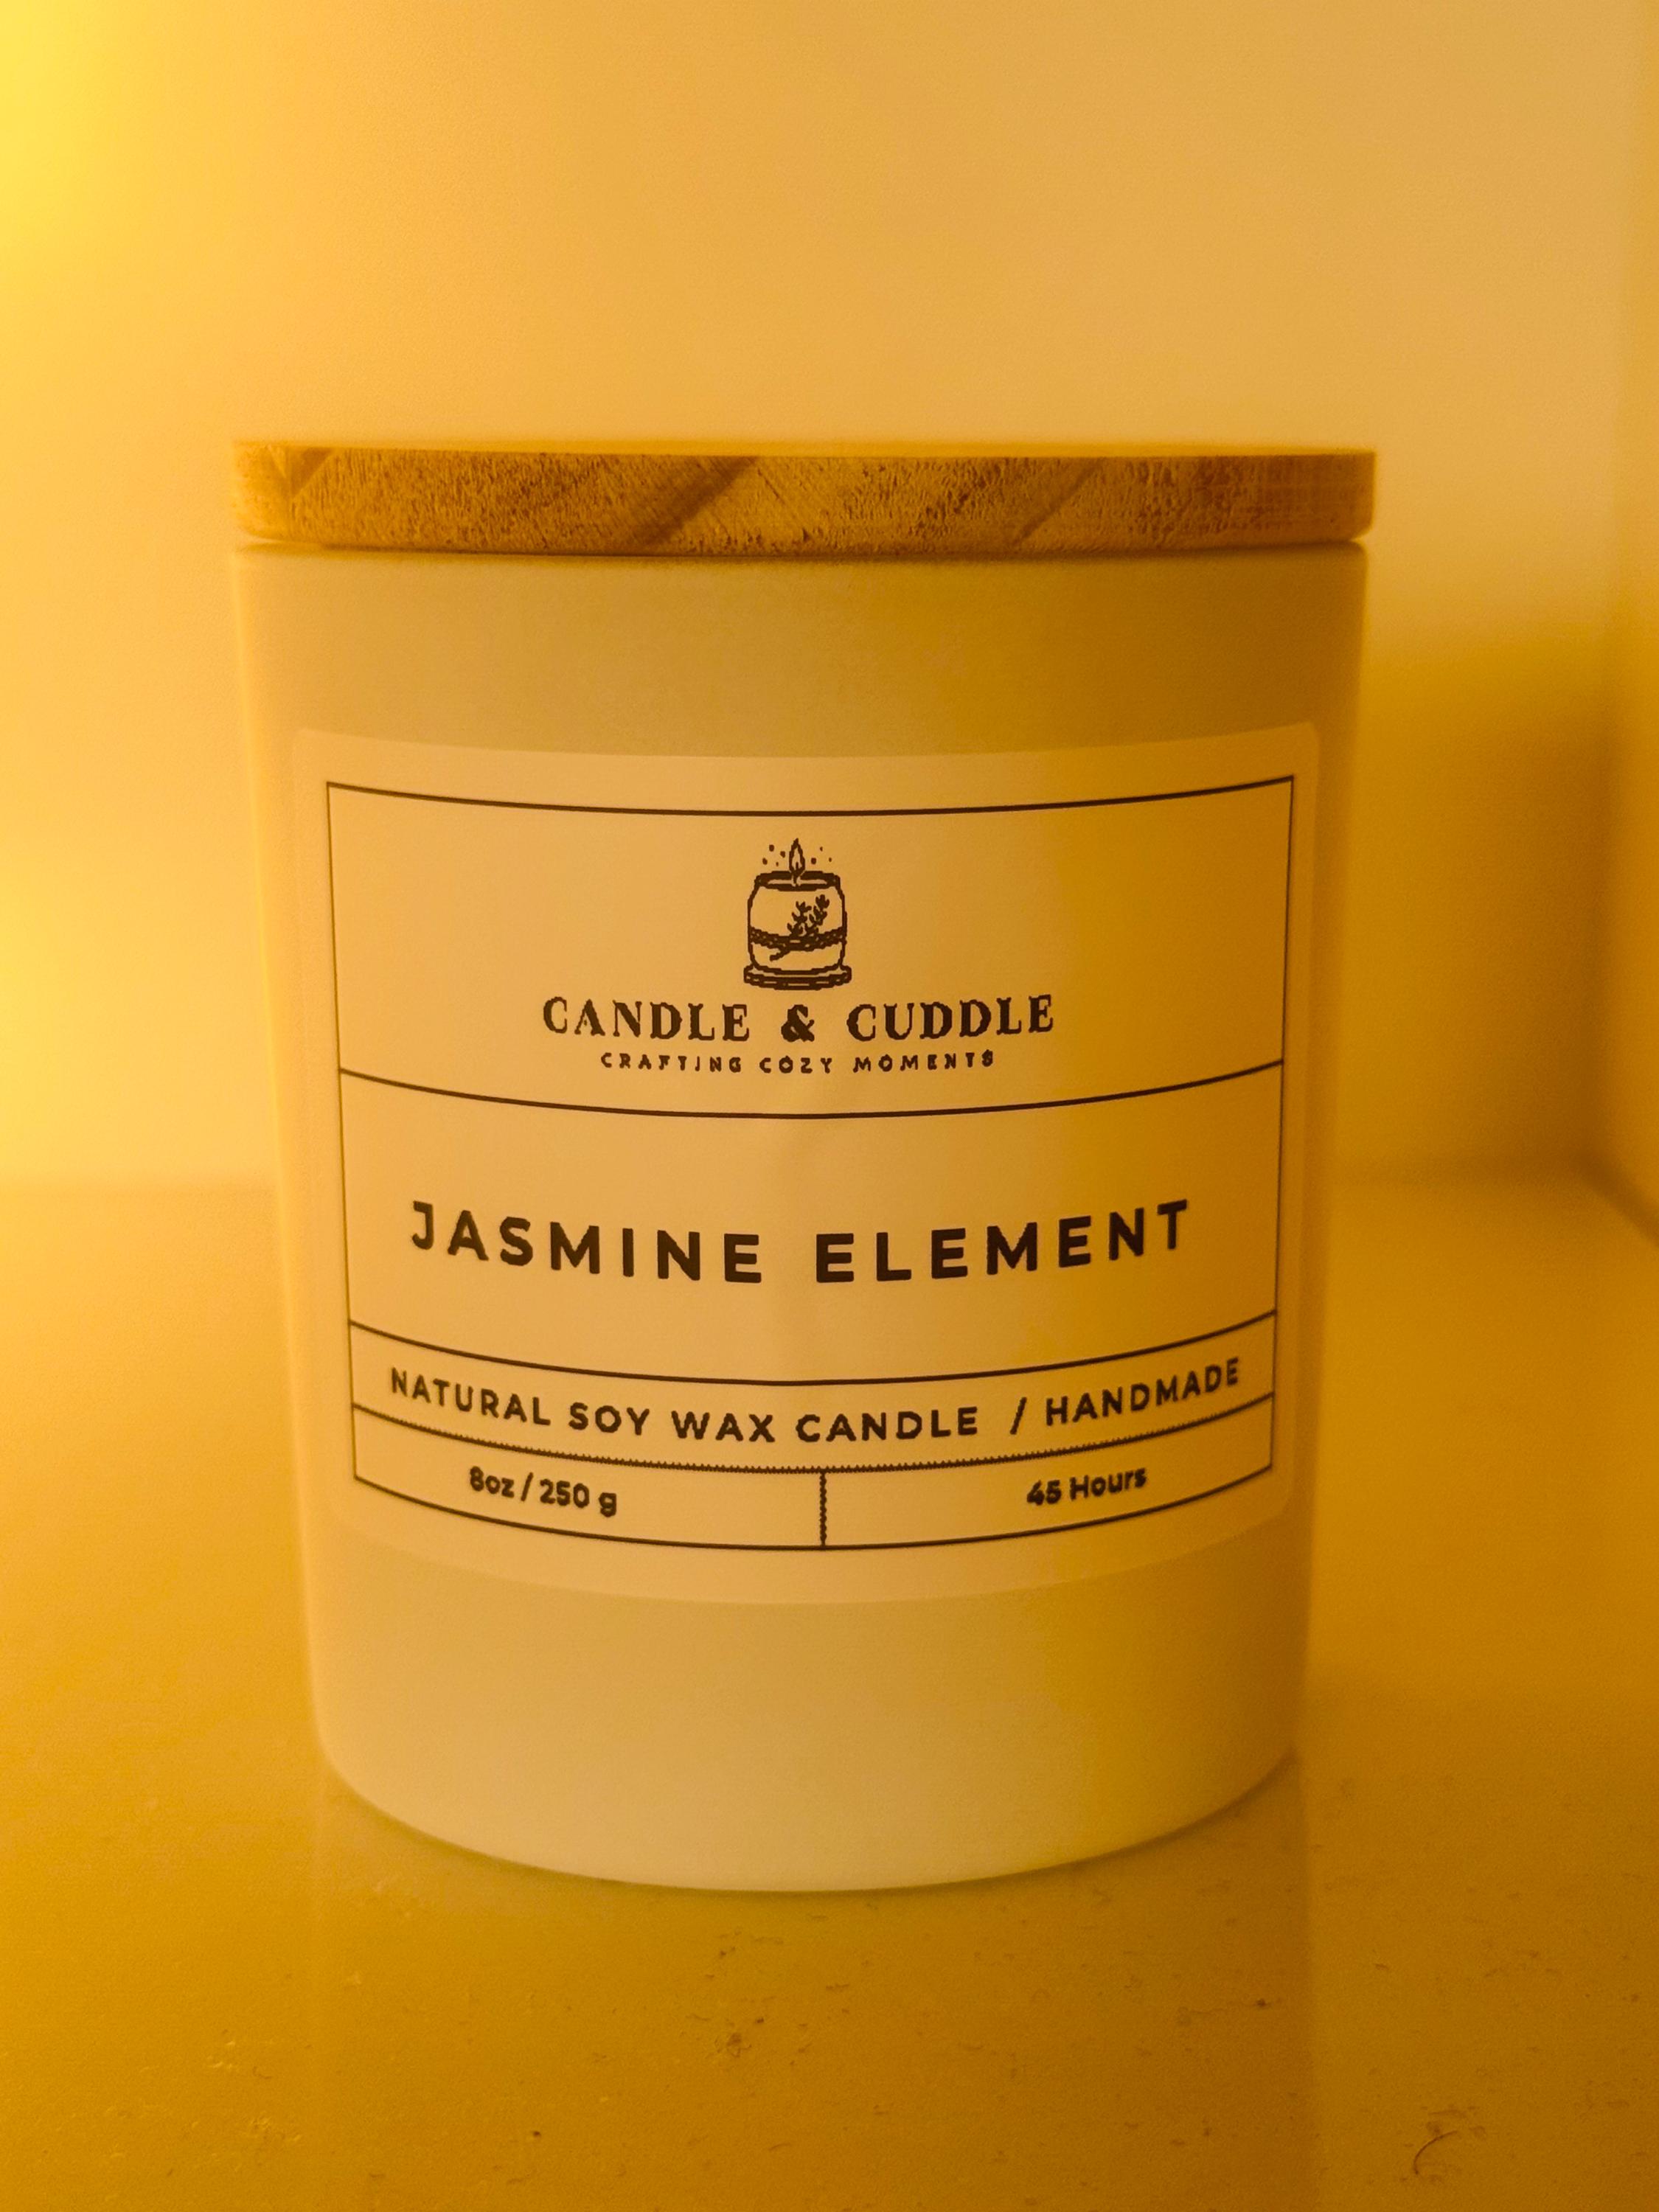 CANDLE & CUDDLE
CRAFTING COZY MOMENTS
JASMINE ELEMENT
NATURAL SOY WAX CANDLE / HANDMADE
8oz / 250 g
45 Hours